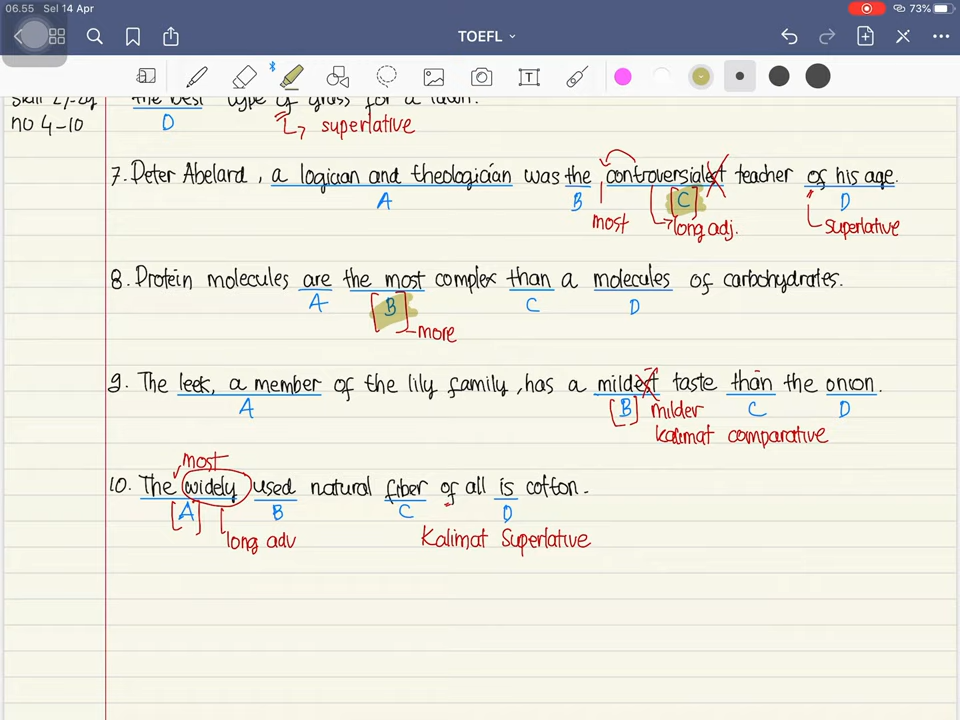 06.55 Sel 14 Apr
73%
TOEFL
no 4-10
the best type of grass for a lawn.
D
superlative
7. Peter Abelard, a logician and theologician was the controversialest teacher of his age.
A B [C] D
most long adj. superlative
8. Protein molecules are the most complex than a molecules of carbohydrates.
A [B] C D
more
9. The leek, a member of the lily family, has a mildest taste than the onion.
A [B] milder C D
Kalimat comparative
most
10. The widely used natural fiber of all is cotton.
[A] B C D
long adv Kalimat Superlative